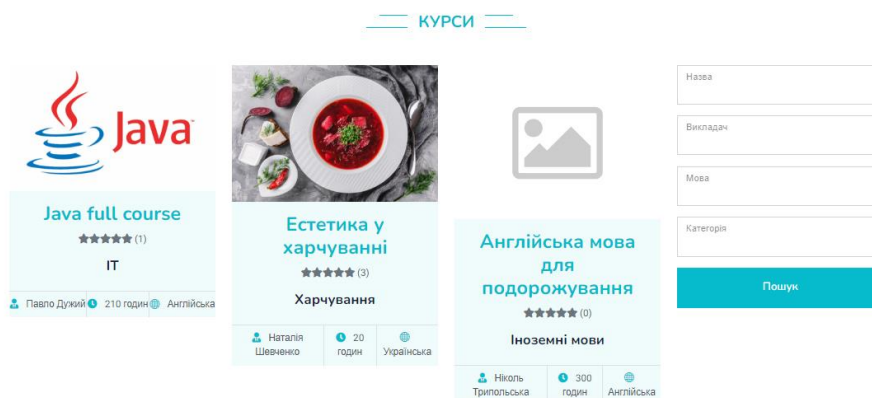 КУРСИ
Java
Java full course
(1)
IT
Павло Дужий 210 годин Англійська
Естетика у
харчуванні
(3)
Харчування
Наталія
Шевченко
20
годин
Українська
Англійська мова
для
подорожування
(0)
Іноземні мови
Ніколь
Трипольська
300
годин
Англійська
Назва
Викладач
Мова
Категорія
Пошук